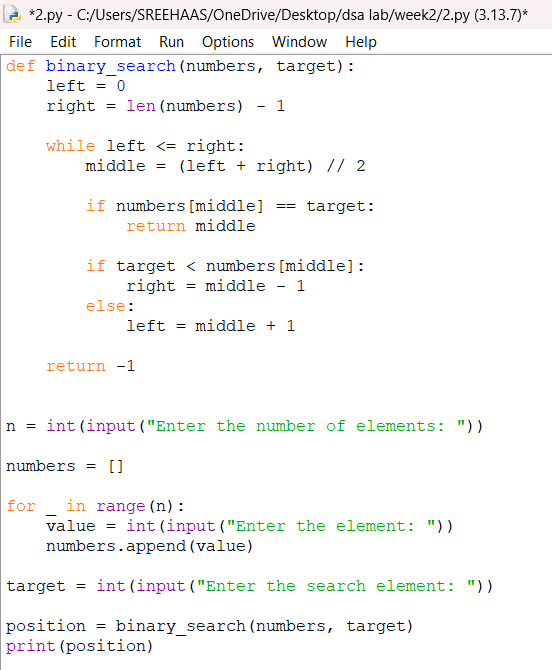 *2.py - C:/Users/SREEHAAS/OneDrive/Desktop/dsa lab/week2/2.py (3.13.7)*
File Edit Format Run Options Window Help
def binary_search(numbers, target):
    left = 0
    right = len(numbers) - 1

    while left <= right:
        middle = (left + right) // 2

        if numbers[middle] == target:
            return middle

        if target < numbers[middle]:
            right = middle - 1
        else:
            left = middle + 1

    return -1


n = int(input("Enter the number of elements: "))

numbers = []

for _ in range(n):
    value = int(input("Enter the element: "))
    numbers.append(value)

target = int(input("Enter the search element: "))

position = binary_search(numbers, target)
print(position)